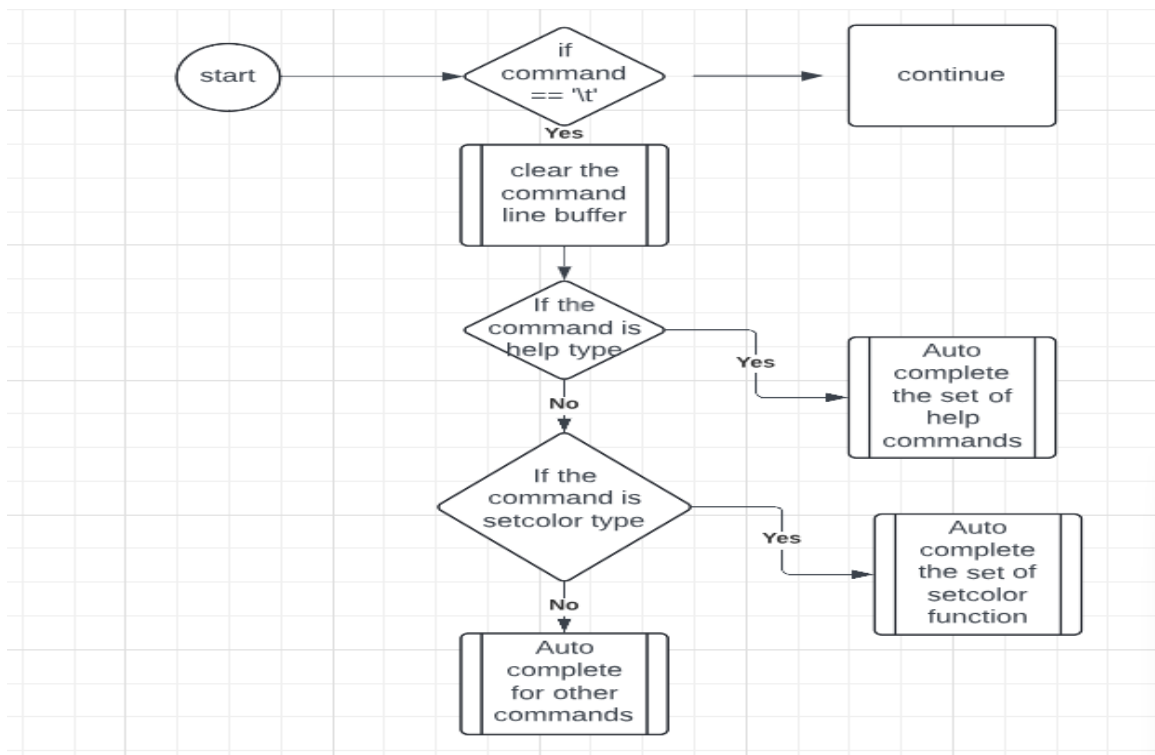 start
if
command
== '\t'
continue
Yes
clear the
command
line buffer
If the
command is
help type
Yes
Auto
complete
the set of
help
commands
No
If the
command is
setcolor type
Yes
Auto
complete
the set of
setcolor
function
No
Auto
complete
for other
commands